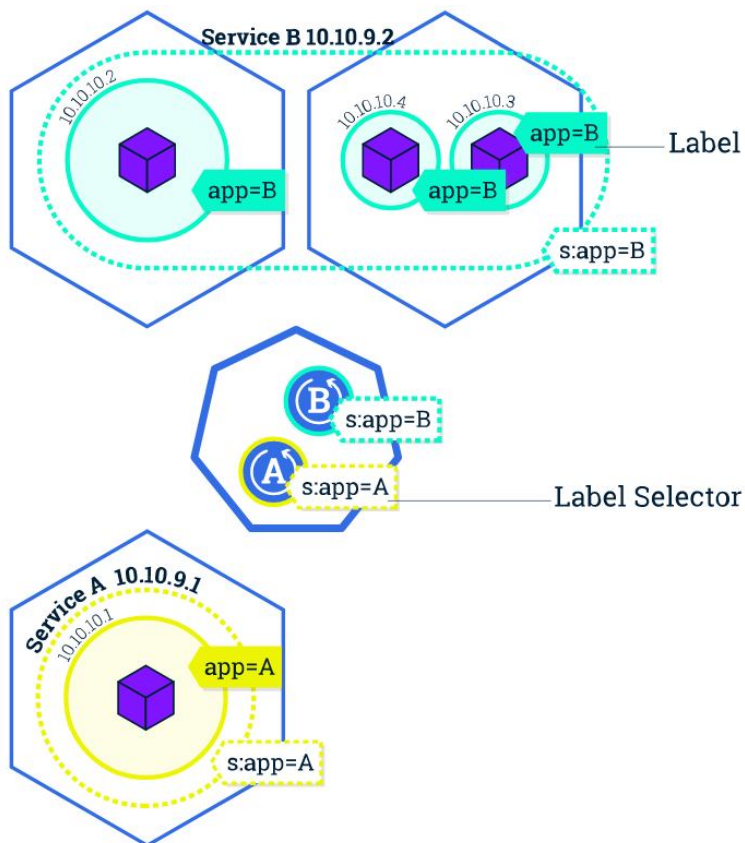 Service B 10.10.9.2
10.10.10.2
10.10.10.4
10.10.10.3
app=B
Label
app=B
app=B
s:app=B
B
s:app=B
A
s:app=A
Label Selector
Service A 10.10.9.1
10.10.10.1
app=A
s:app=A